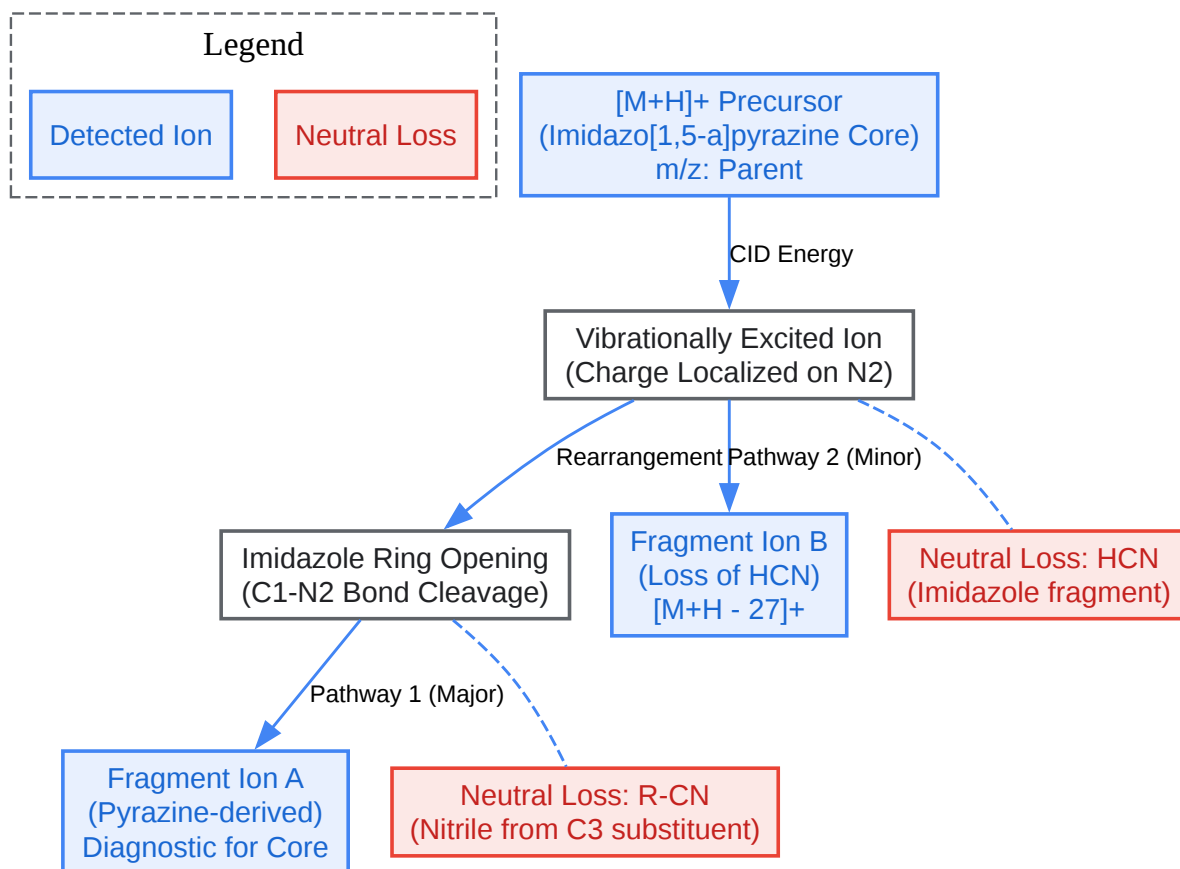 Legend
Detected Ion
Neutral Loss
[M+H]+ Precursor
(Imidazo[1,5-a]pyrazine Core)
m/z: Parent
CID Energy
Vibrationally Excited Ion
(Charge Localized on N2)
Rearrangement
Pathway 2 (Minor)
Imidazole Ring Opening
(C1-N2 Bond Cleavage)
Fragment Ion B
(Loss of HCN)
[M+H - 27]+
Neutral Loss: HCN
(Imidazole fragment)
Pathway 1 (Major)
Fragment Ion A
(Pyrazine-derived)
Diagnostic for Core
Neutral Loss: R-CN
(Nitrile from C3 substituent)